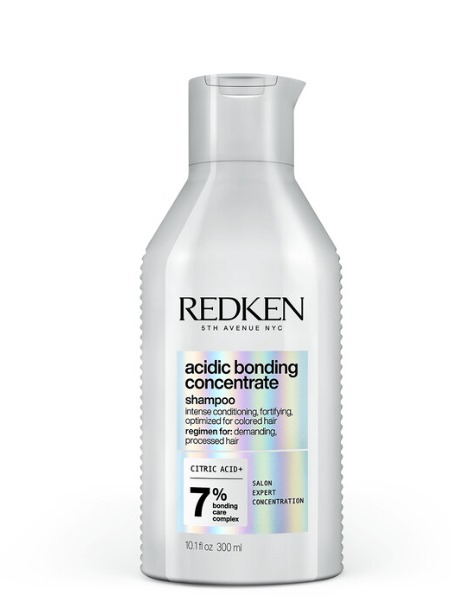 REDKEN
5TH AVENUE NYC
acidic bonding
concentrate
shampoo
intense conditioning, fortifying,
optimized for colored hair
regimen for: demanding,
processed hair
CITRIC ACID+
7%
bonding
care
complex
SALON
EXPERT
CONCENTRATION
10.1 fl oz 300 ml